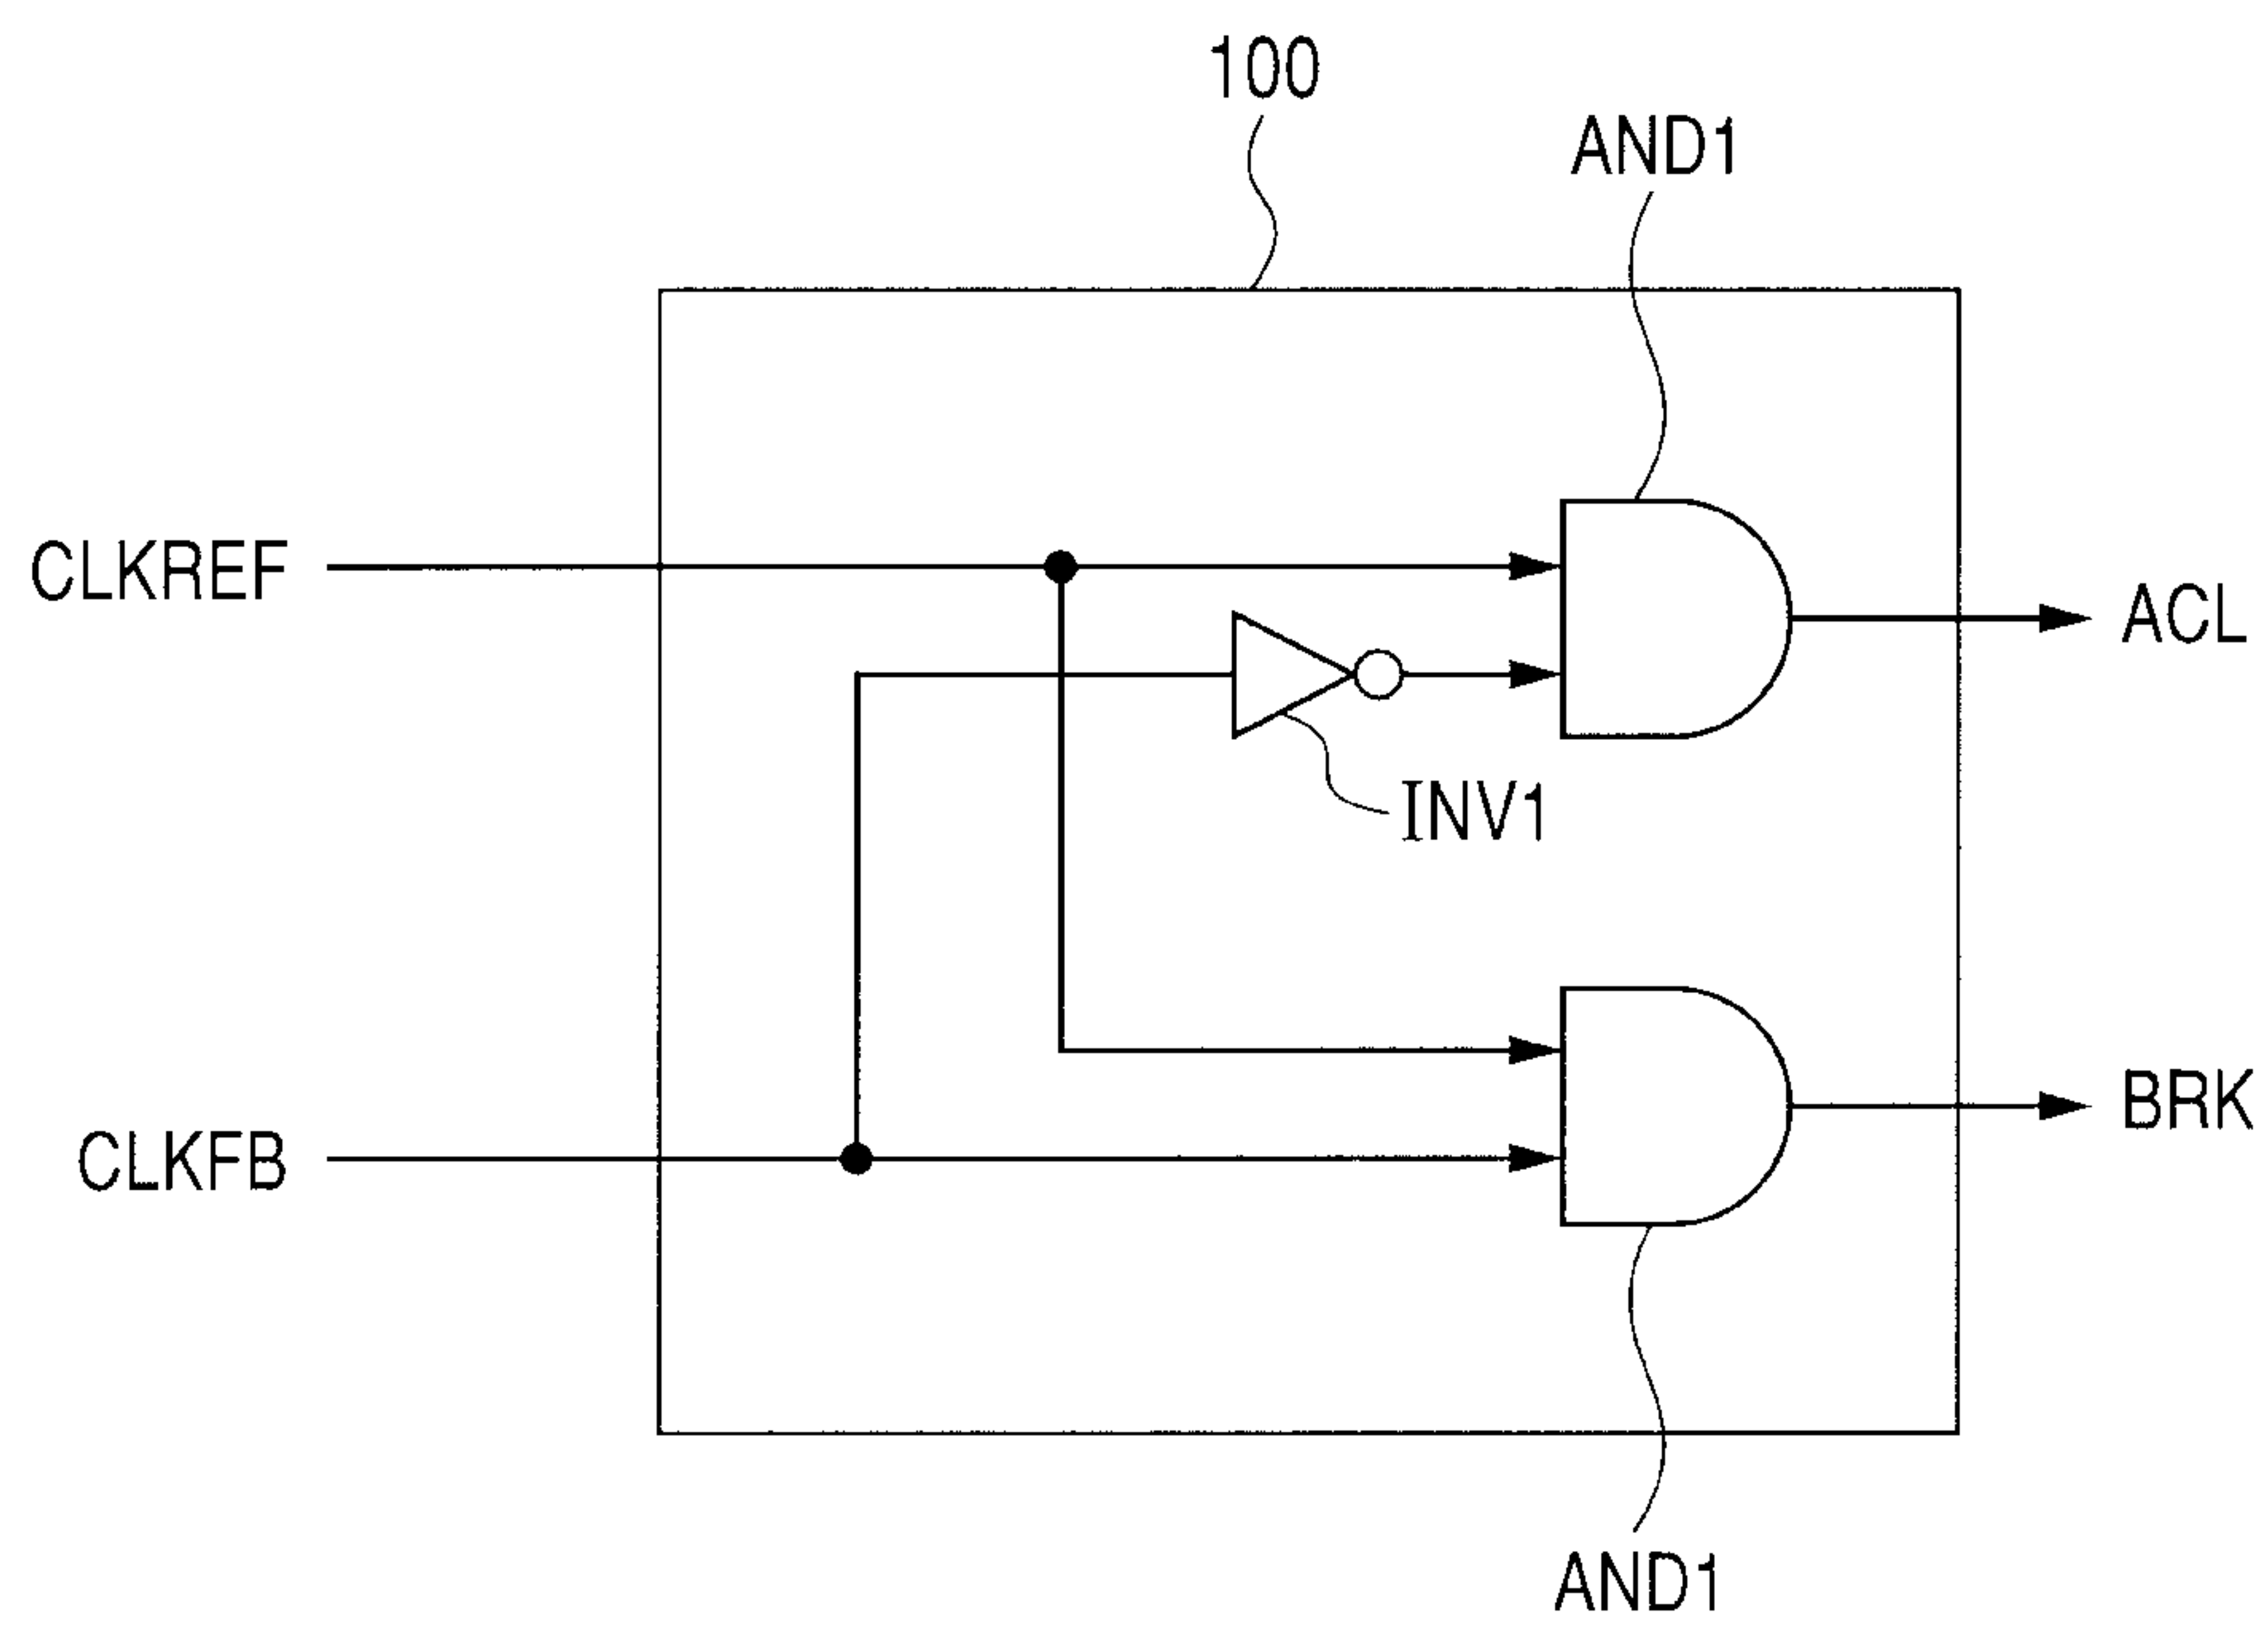 100
AND1
CLKREF
ACL
INV1
CLKFB
BRK
AND1